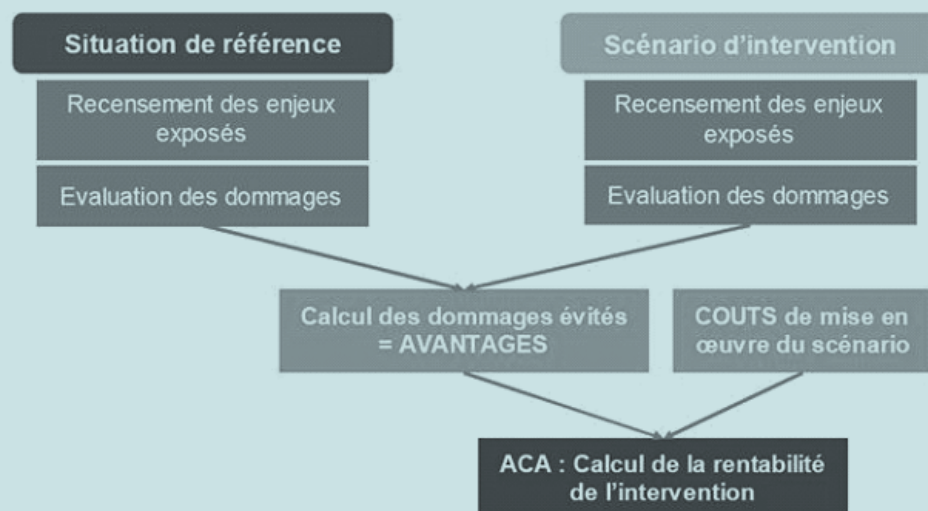 Situation de référence
Scénario d’intervention
Recensement des enjeux
exposés
Recensement des enjeux
exposés
Evaluation des dommages
Evaluation des dommages
Calcul des dommages évités
= AVANTAGES
COUTS de mise en
œuvre du scénario
ACA : Calcul de la rentabilité
de l’intervention